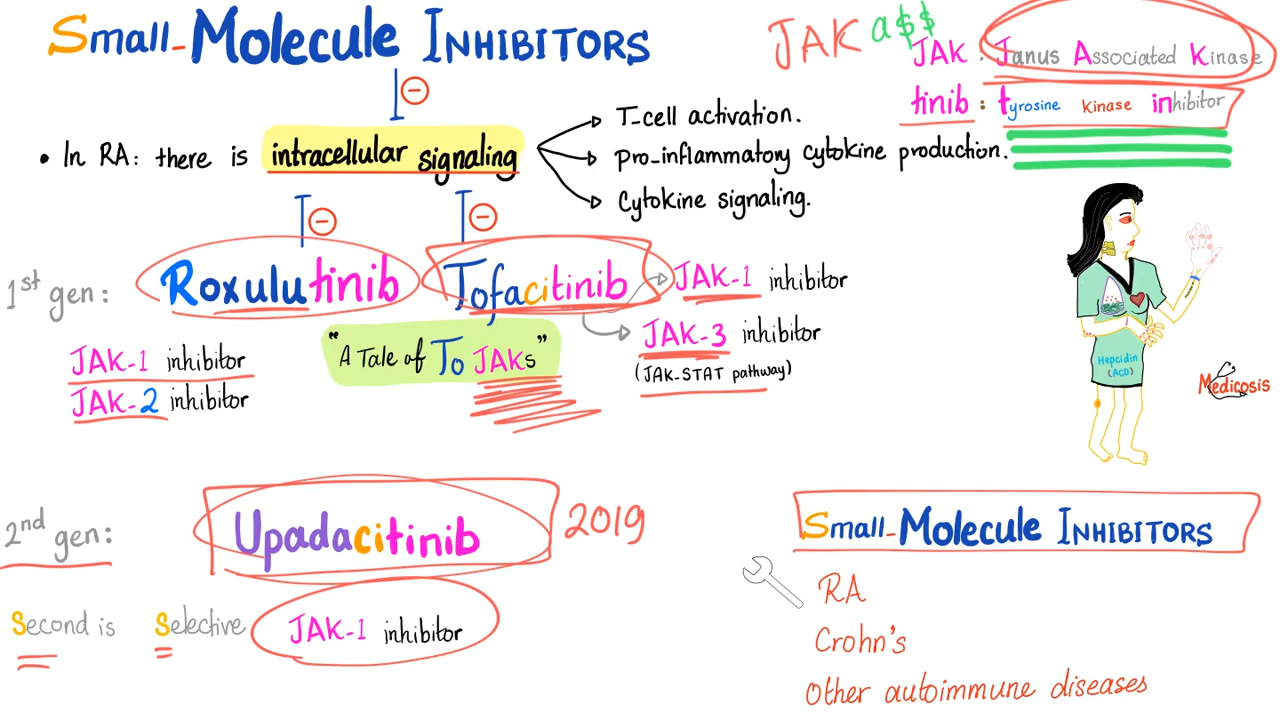 Small-Molecule Inhibitors
JAK a$$
JAK : Janus Associated Kinase
tinib : tyrosine kinase inhibitor
• In RA: there is intracellular signaling
T-cell activation.
pro-inflammatory cytokine production.
Cytokine signaling.
1st gen:
Roxulutinib
Tofacitinib
JAK-1 inhibitor
JAK-3 inhibitor
(JAK-STAT pathway)
JAK-1 inhibitor
JAK-2 inhibitor
"A Tale of To JAKs"
Hepcidin
(ACD)
Medicosis
2nd gen:
Upadacitinib
2019
Second is Selective JAK-1 inhibitor
Small-Molecule Inhibitors
RA
Crohn's
Other autoimmune diseases